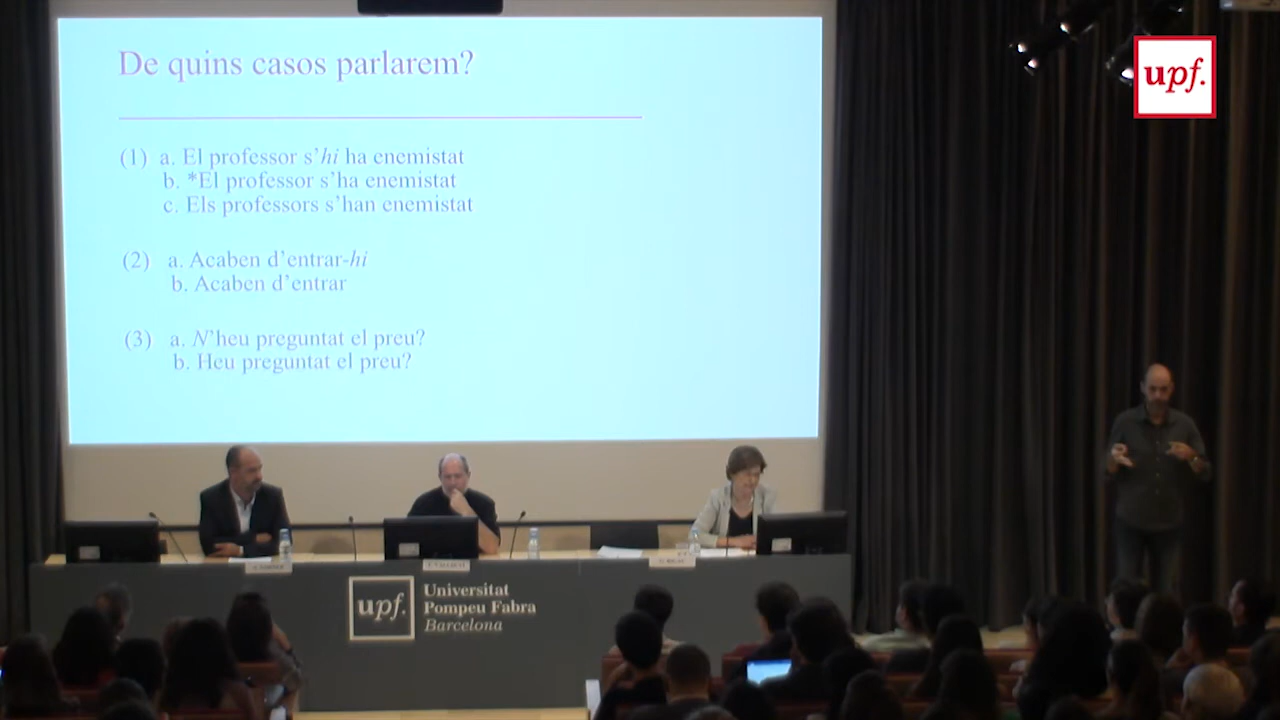 De quins casos parlarem?
(1) a. El professor s'hi ha enemistat
b. *El professor s'ha enemistat
c. Els professors s'han enemistat
(2) a. Acaben d'entrar-hi
b. Acaben d'entrar
(3) a. N'heu preguntat el preu?
b. Heu preguntat el preu?
upf.
upf.
Universitat
Pompeu Fabra
Barcelona